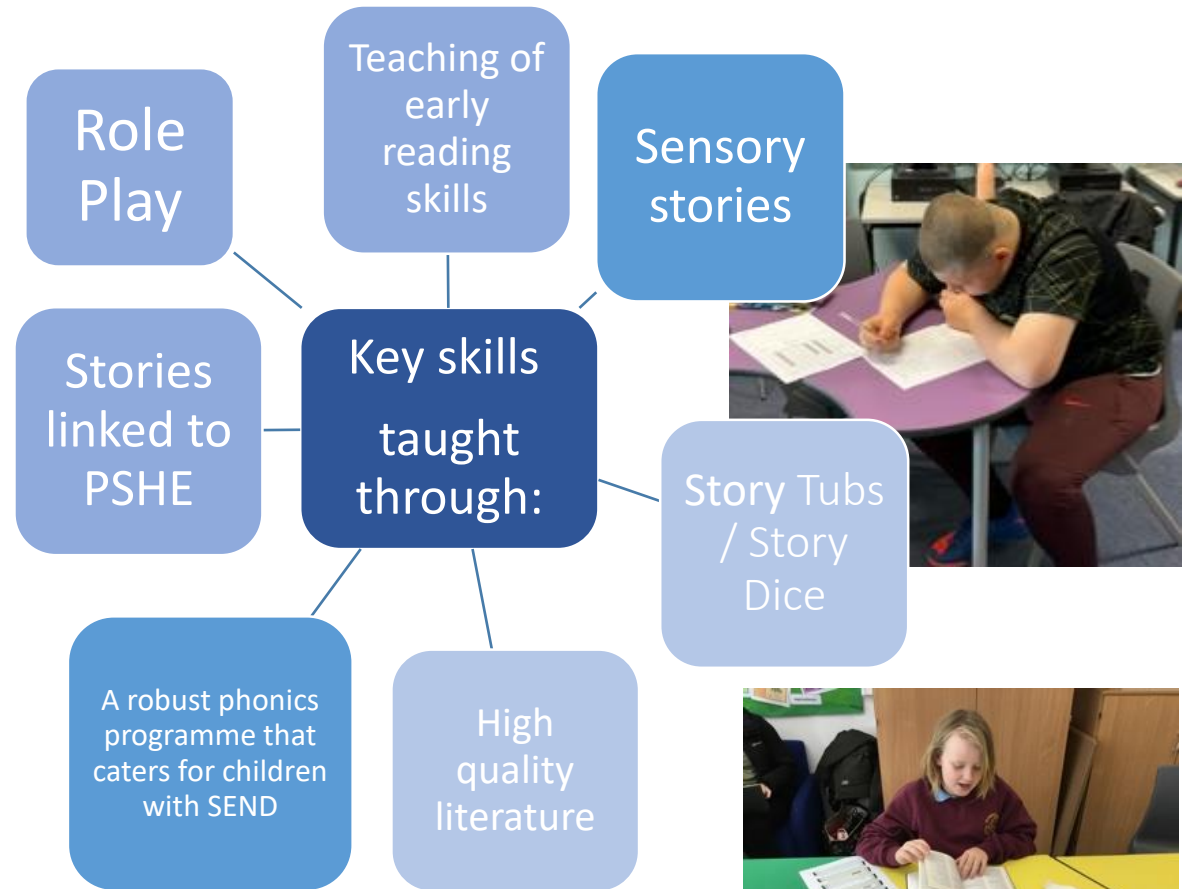 Teaching of
early
reading
skills
Role
Play
Sensory
stories
Key skills
taught
through:
Stories
linked to
PSHE
Story Tubs
/ Story
Dice
A robust phonics
programme that
caters for children
with SEND
High
quality
literature